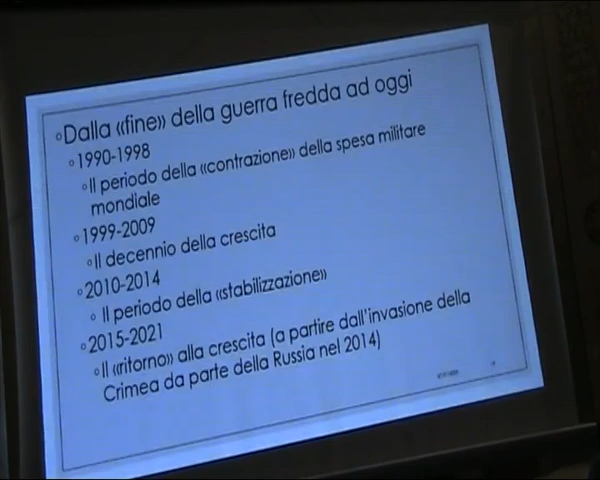 ◦Dalla «fine» della guerra fredda ad oggi
◦1990-1998
◦Il periodo della «contrazione» della spesa militare
mondiale
◦1999-2009
◦Il decennio della crescita
◦2010-2014
◦ Il periodo della «stabilizzazione»
◦2015-2021
◦Il «ritorno» alla crescita (a partire dall'invasione della
Crimea da parte della Russia nel 2014)